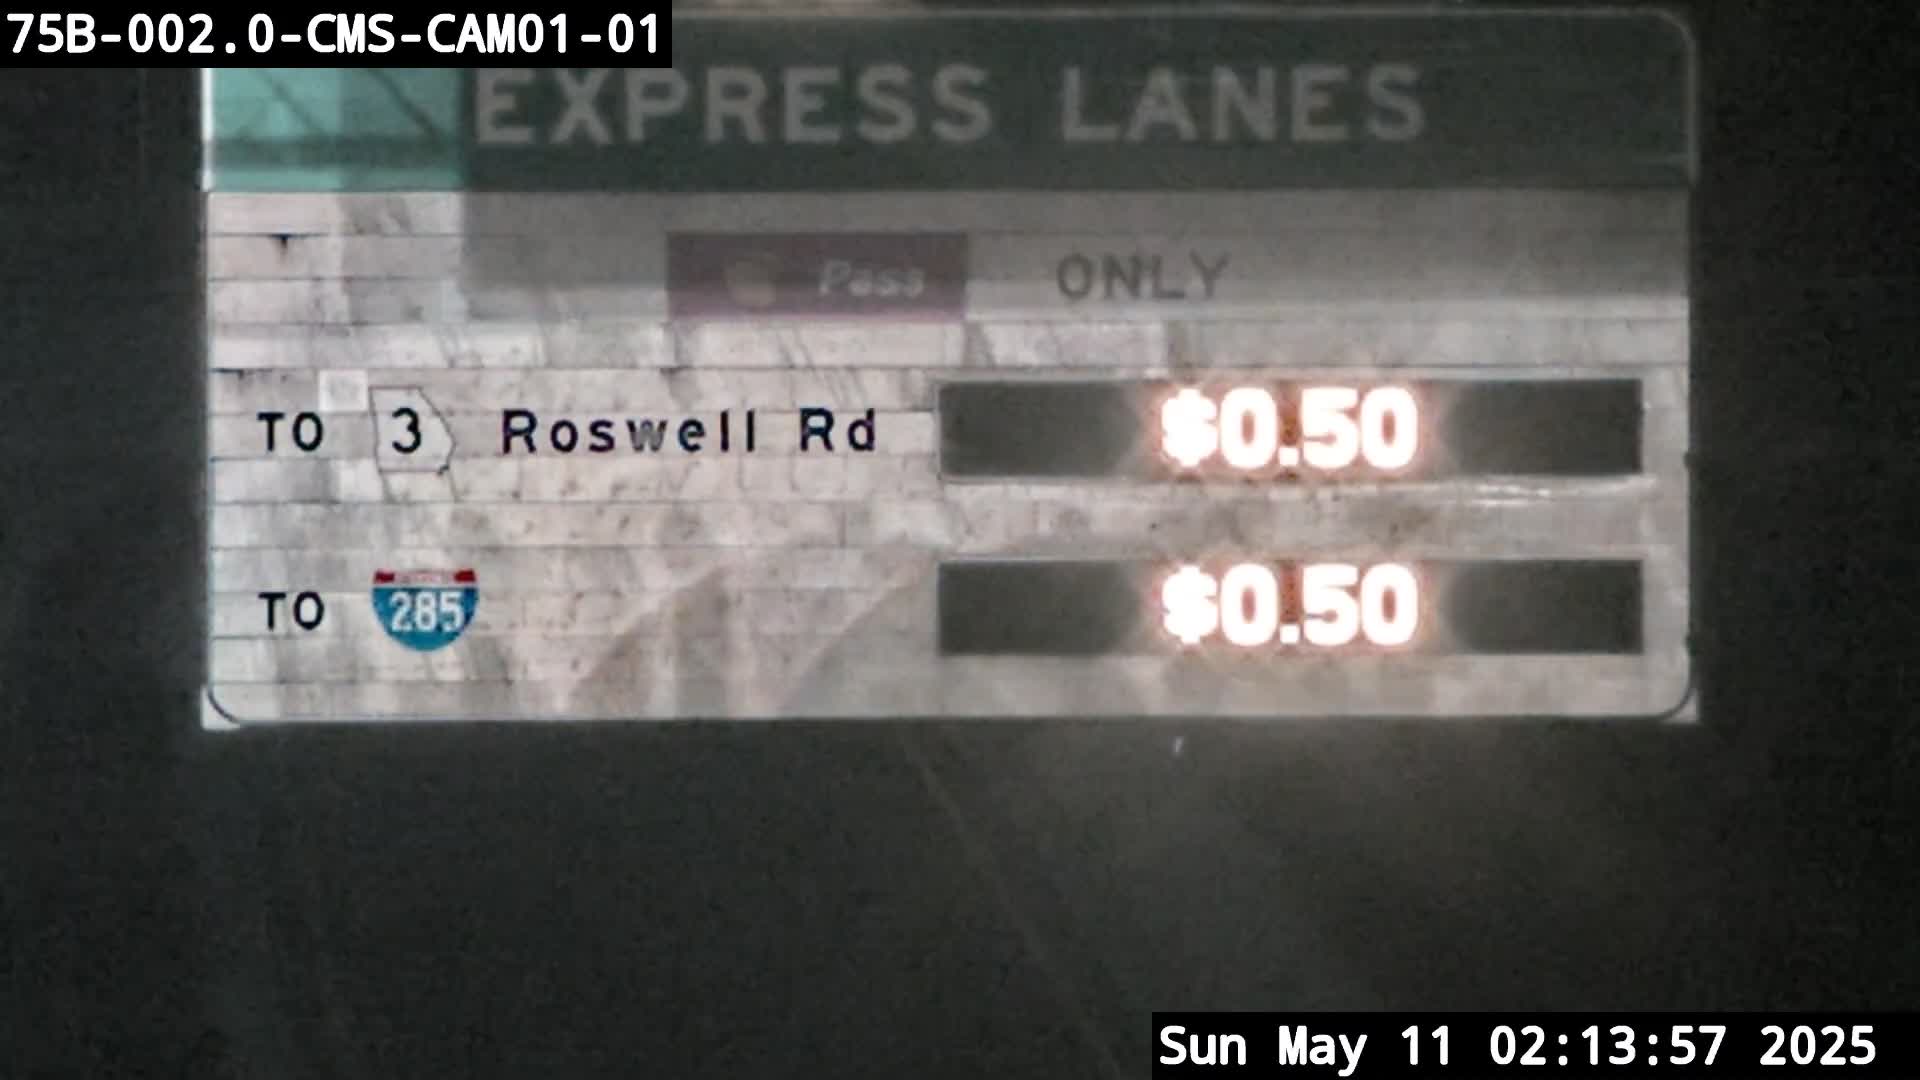 75B-002.0-CMS-CAM01-01
EXPRESS LANES
Pass ONLY
TO 3 Roswell Rd $0.50
TO 285 $0.50
Sun May 11 02:13:57 2025